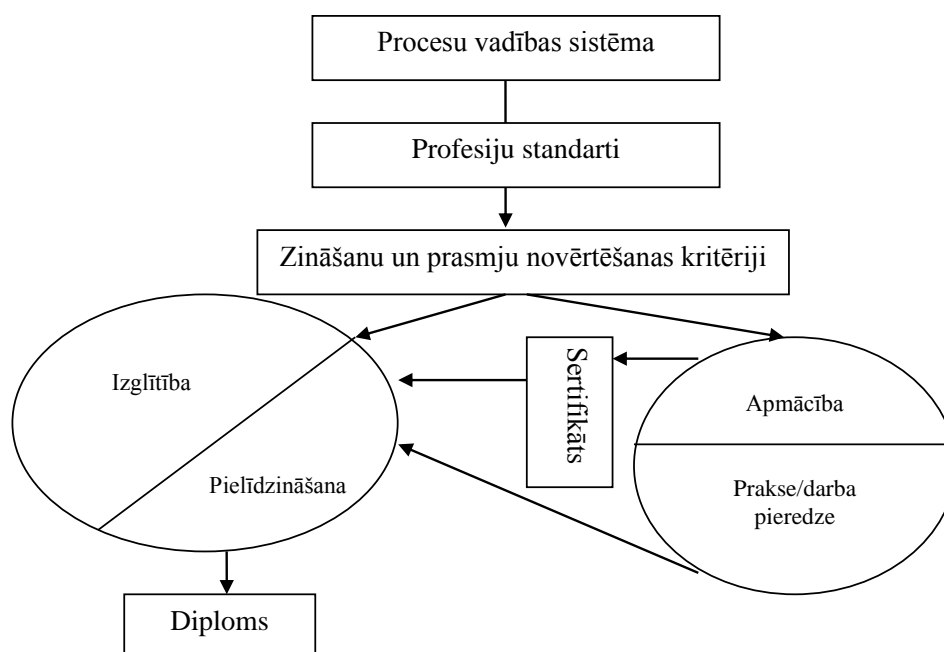 Procesu vadības sistēma
Profesiju standarti
Zināšanu un prasmju novērtēšanas kritēriji
Izglītība
Pielīdzināšana
Sertifikāts
Apmācība
Prakse/darba
pieredze
Diploms